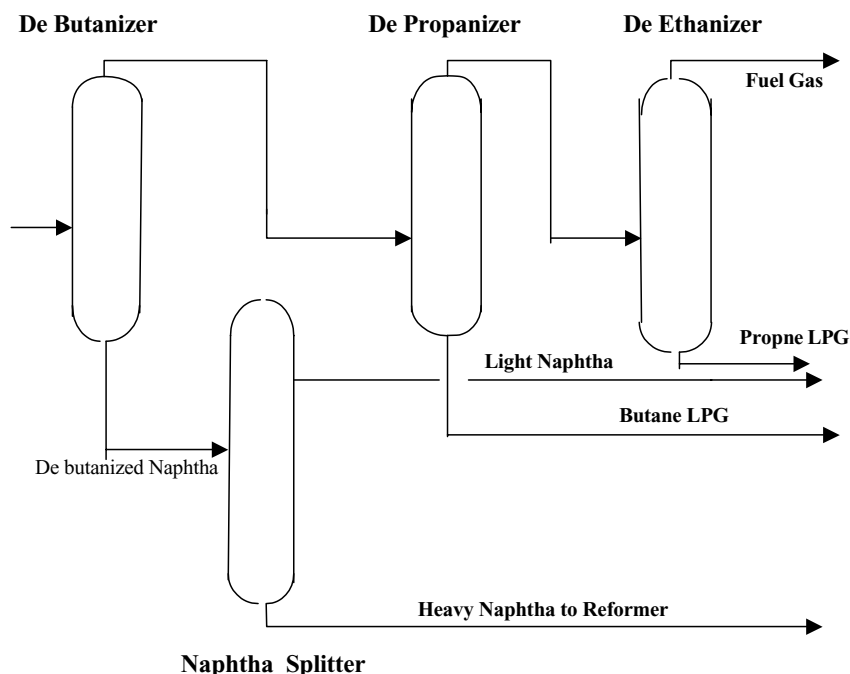 De Butanizer
De Propanizer
De Ethanizer
Fuel Gas
Propne LPG
Light Naphtha
Butane LPG
De butanized Naphtha
Heavy Naphtha to Reformer
Naphtha Splitter